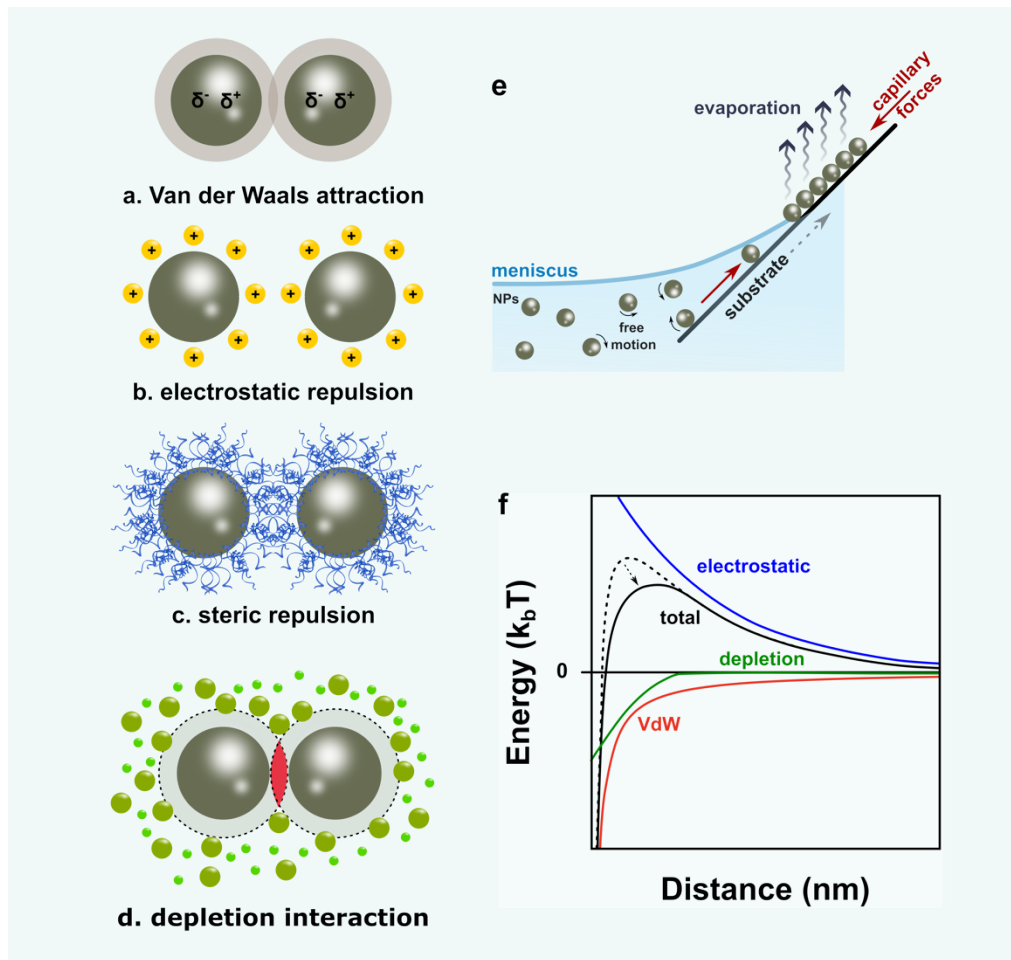 δ- δ+ δ- δ+
a. Van der Waals attraction
+ + + + + + + + + + + + + + + +
b. electrostatic repulsion
c. steric repulsion
d. depletion interaction
e
evaporation
capillary
forces
meniscus
NPs
free
motion
substrate
f
electrostatic
total
depletion
0
VdW
Energy (kbT)
Distance (nm)